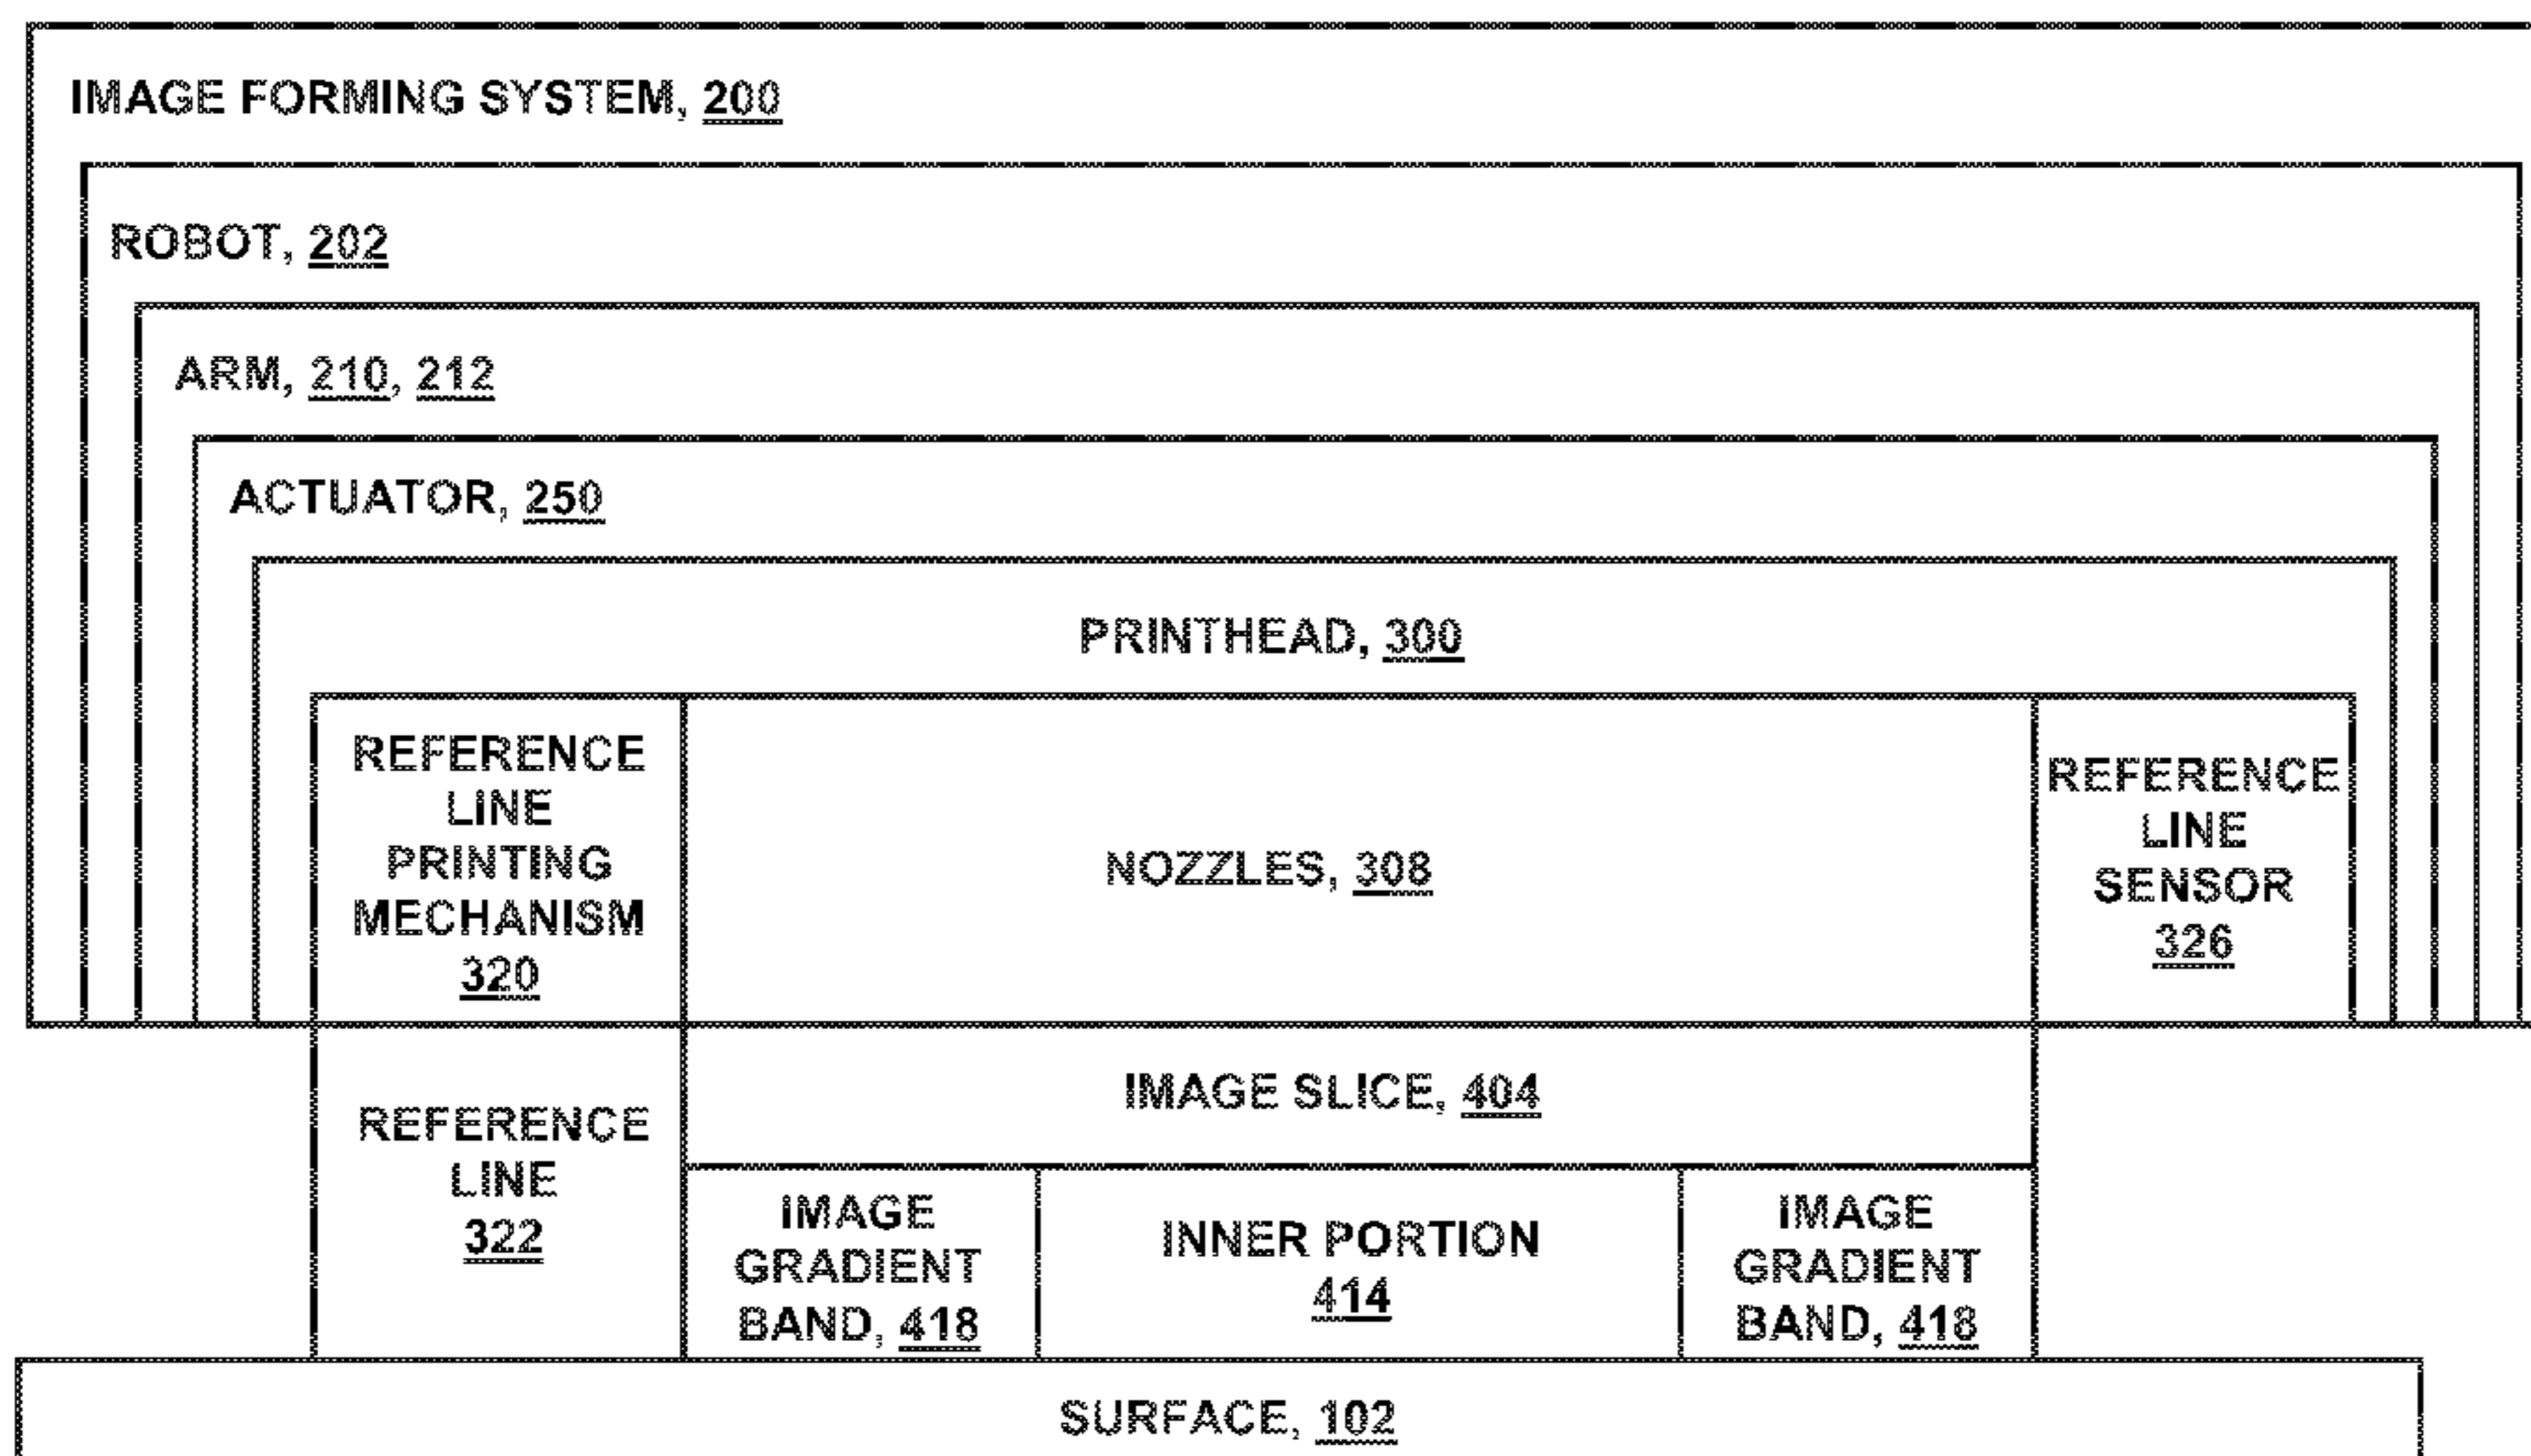 IMAGE FORMING SYSTEM, 200
ROBOT, 202
ARM, 210, 212
ACTUATOR, 250
PRINTHEAD, 300
REFERENCE
LINE
PRINTING
MECHANISM
320
NOZZLES, 308
REFERENCE
LINE
SENSOR
326
REFERENCE
LINE
322
IMAGE SLICE, 404
IMAGE
GRADIENT
BAND, 418
INNER PORTION
414
IMAGE
GRADIENT
BAND, 418
SURFACE, 102